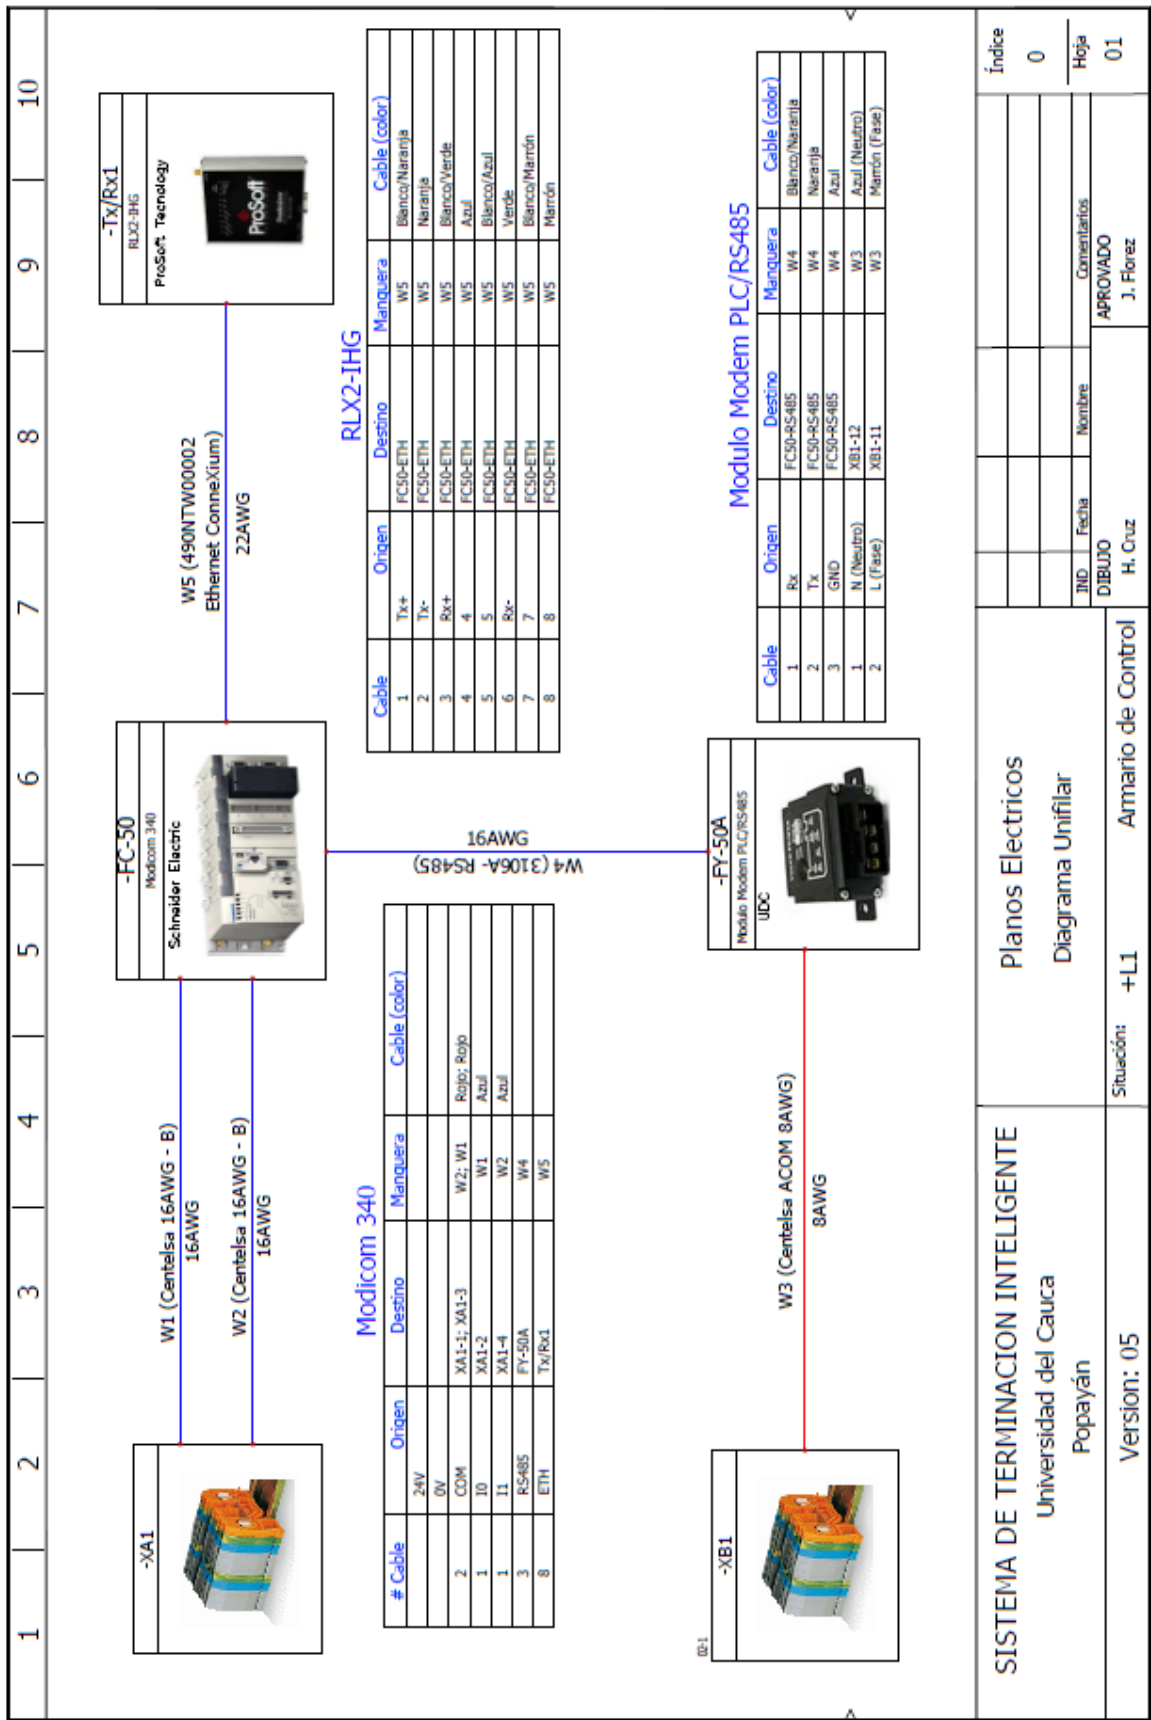 1 2 3 4 5 6 7 8 9 10
-XA1
W1 (Centelsa 16AWG - B)
16AWG
W2 (Centelsa 16AWG - B)
16AWG
-FC-50
Modicom 340
Schneider Electric
W5 (490NTW00002
Ethernet ConneXium)
22AWG
-Tx/Rx1
RLX2-IHG
ProSoft Tecnology
ProSoft
Modicom 340
# Cable Origen Destino Manguera Cable (color)
24V
0V
2 COM XA1-1; XA1-3 W2; W1 Rojo; Rojo
1 I0 XA1-2 W1 Azul
1 I1 XA1-4 W2 Azul
3 RS485 FY-50A W4
8 ETH Tx/Rx1 W5
16AWG
W4 (3106A- RS485)
RLX2-IHG
Cable Origen Destino Manguera Cable (color)
1 Tx+ FC50-ETH W5 Blanco/Naranja
2 Tx- FC50-ETH W5 Naranja
3 Rx+ FC50-ETH W5 Blanco/Verde
4 4 FC50-ETH W5 Azul
5 5 FC50-ETH W5 Blanco/Azul
6 Rx- FC50-ETH W5 Verde
7 7 FC50-ETH W5 Blanco/Marrón
8 8 FC50-ETH W5 Marrón
02-1
-XB1
W3 (Centelsa ACOM 8AWG)
8AWG
-FY-50A
Modulo Modem PLC/RS485
UDC
Modulo Modem PLC/RS485
Cable Origen Destino Manguera Cable (color)
1 Rx FC50-RS485 W4 Blanco/Naranja
2 Tx FC50-RS485 W4 Naranja
3 GND FC50-RS485 W4 Azul
1 N (Neutro) XB1-12 W3 Azul (Neutro)
2 L (Fase) XB1-11 W3 Marrón (Fase)
SISTEMA DE TERMINACION INTELIGENTE
Universidad del Cauca
Popayán
Version: 05
Planos Electricos
Diagrama Unifilar
Situación: +L1 Armario de Control
IND Fecha Nombre Comentarios
DIBUJO
H. Cruz
APROVADO
J. Florez
Índice
0
Hoja
01